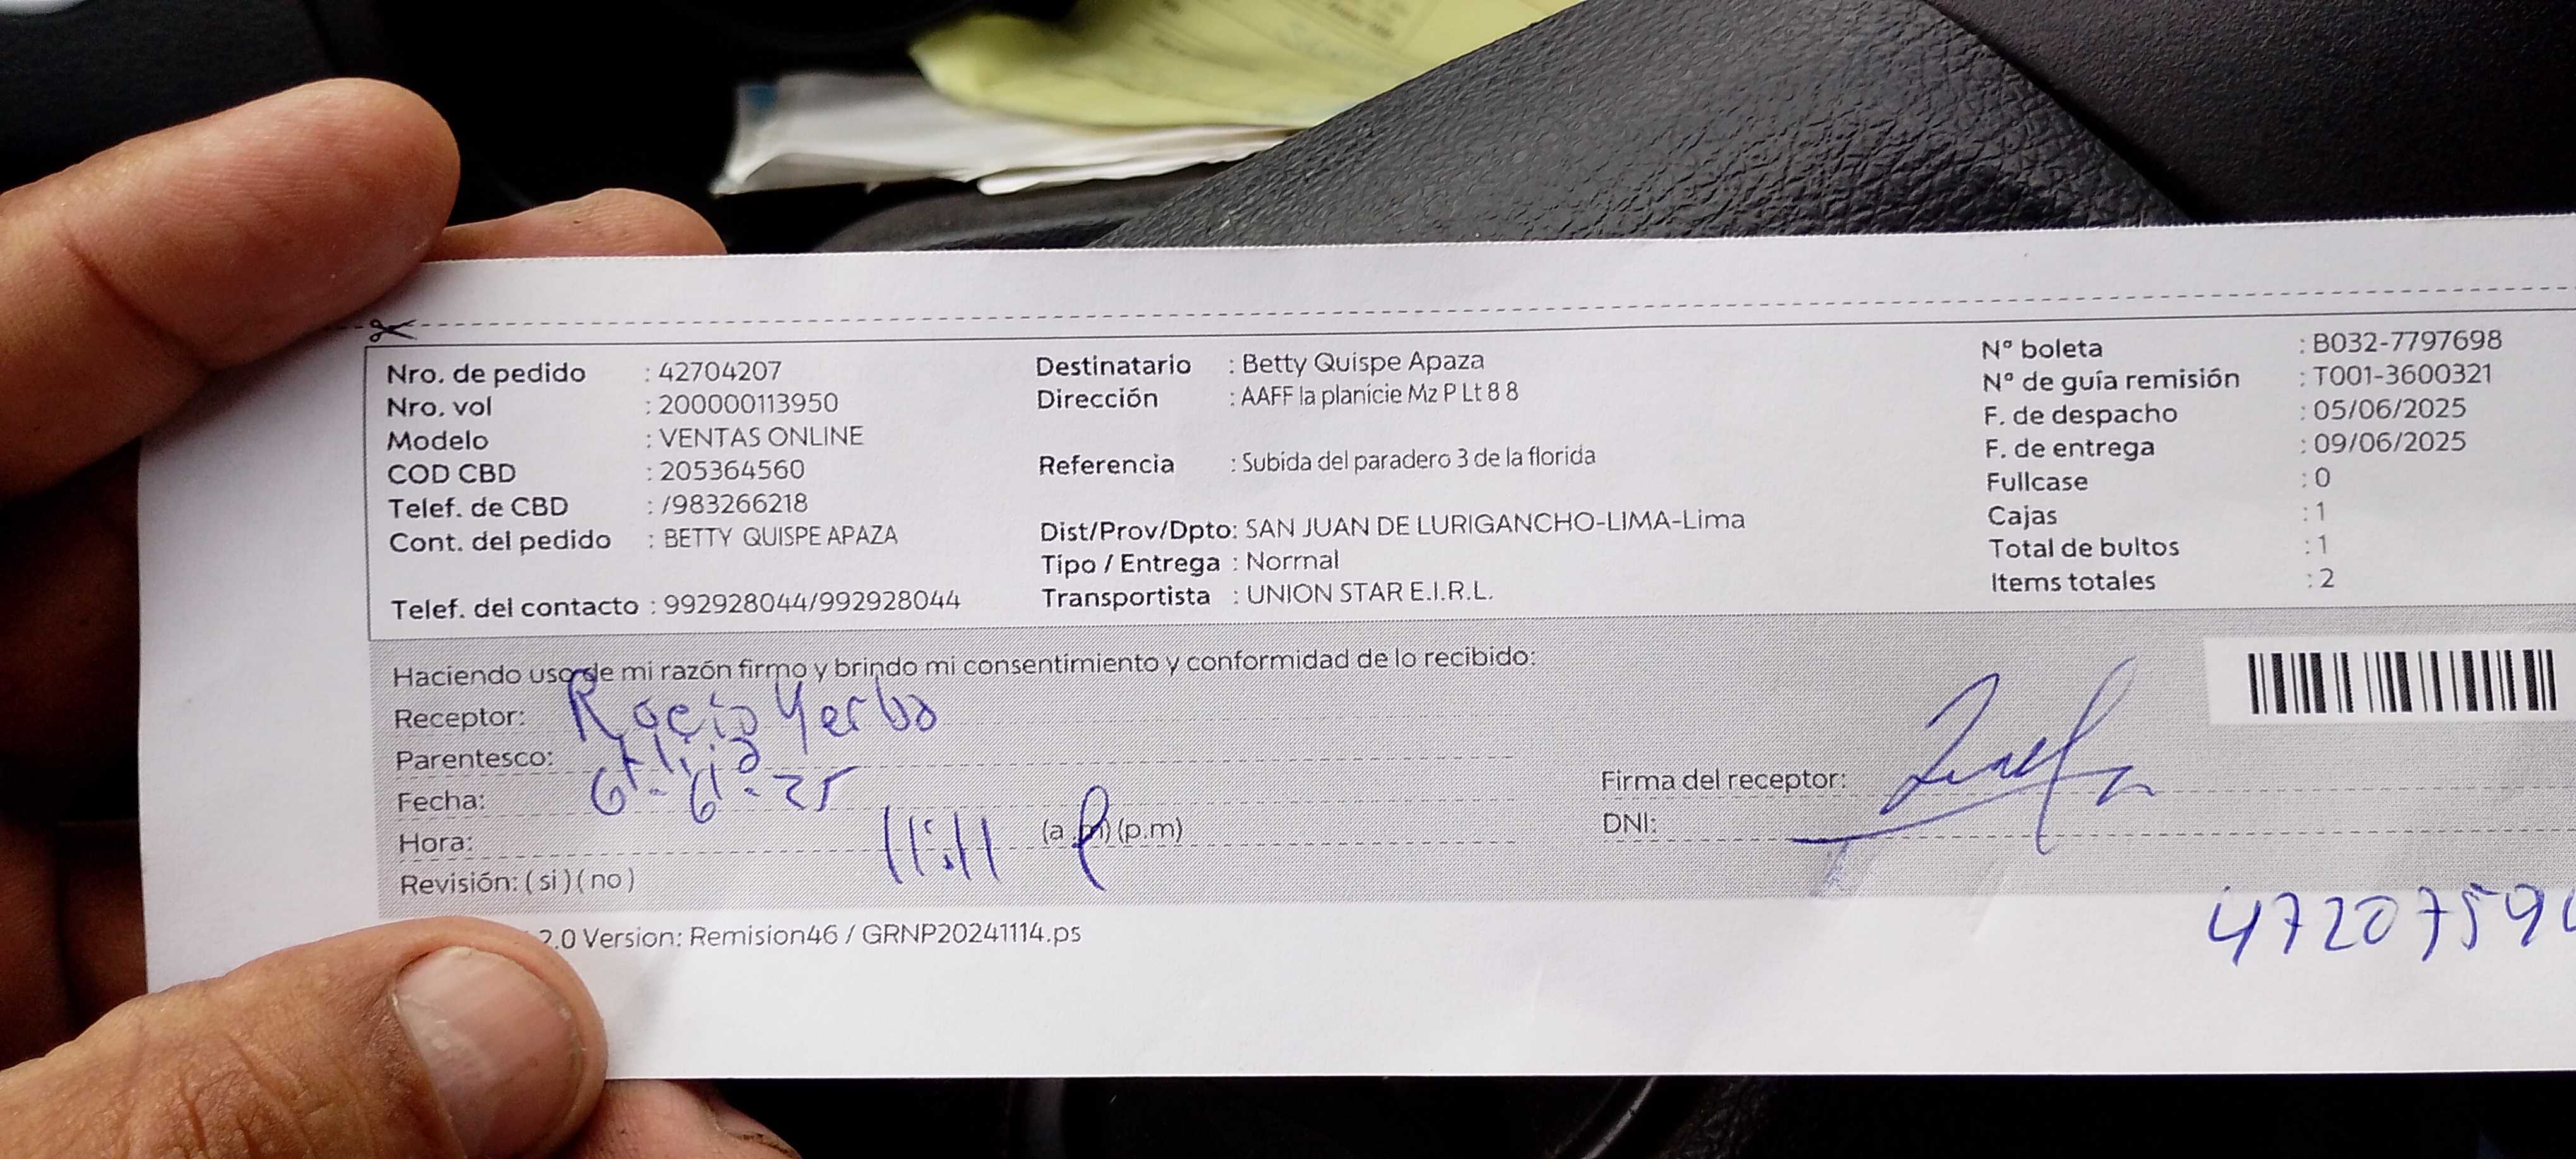 Nro. de pedido : 42704207
Nro. vol : 200000113950
Modelo : VENTAS ONLINE
COD CBD : 205364560
Telef. de CBD : /983266218
Cont. del pedido : BETTY QUISPE APAZA
Telef. del contacto : 992928044/992928044
Destinatario : Betty Quispe Apaza
Dirección : AAFF la planicie Mz P Lt 8 8
Referencia : Subida del paradero 3 de la florida
Dist/Prov/Dpto: SAN JUAN DE LURIGANCHO-LIMA-Lima
Tipo / Entrega : Normal
Transportista : UNION STAR E.I.R.L.
N° boleta : B032-7797698
N° de guía remisión : T001-3600321
F. de despacho : 05/06/2025
F. de entrega : 09/06/2025
Fullcase : 0
Cajas : 1
Total de bultos : 1
Items totales : 2
Haciendo uso de mi razón firmo y brindo mi consentimiento y conformidad de lo recibido:
Receptor: Rocio Yerba
Parentesco:
Fecha: 6-6-25
Hora: 11:11 (a.m) (p.m)
Revisión: ( si ) ( no )
Firma del receptor:
DNI:
4720759
2.0 Version: Remision46 / GRNP20241114.ps